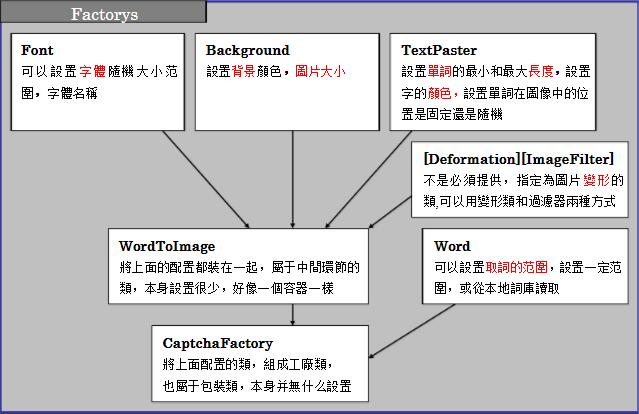 Factorys
Font
可以設置字體隨機大小范
圍，字體名稱
Background
設置背景顏色，圖片大小
TextPaster
設置單詞的最小和最大長度，設置
字的顏色，設置單詞在圖像中的位
置是固定還是隨機
[Deformation][ImageFilter]
不是必須提供，指定為圖片變形的
類,可以用變形類和過濾器兩種方式
WordToImage
將上面的配置都裝在一起，屬于中間環節的
類，本身設置很少，好像一個容器一樣
Word
可以設置取詞的范圍，設置一定范
圍，或從本地詞庫讀取
CaptchaFactory
將上面配置的類，組成工廠類，
也屬于包裝類，本身并無什么設置